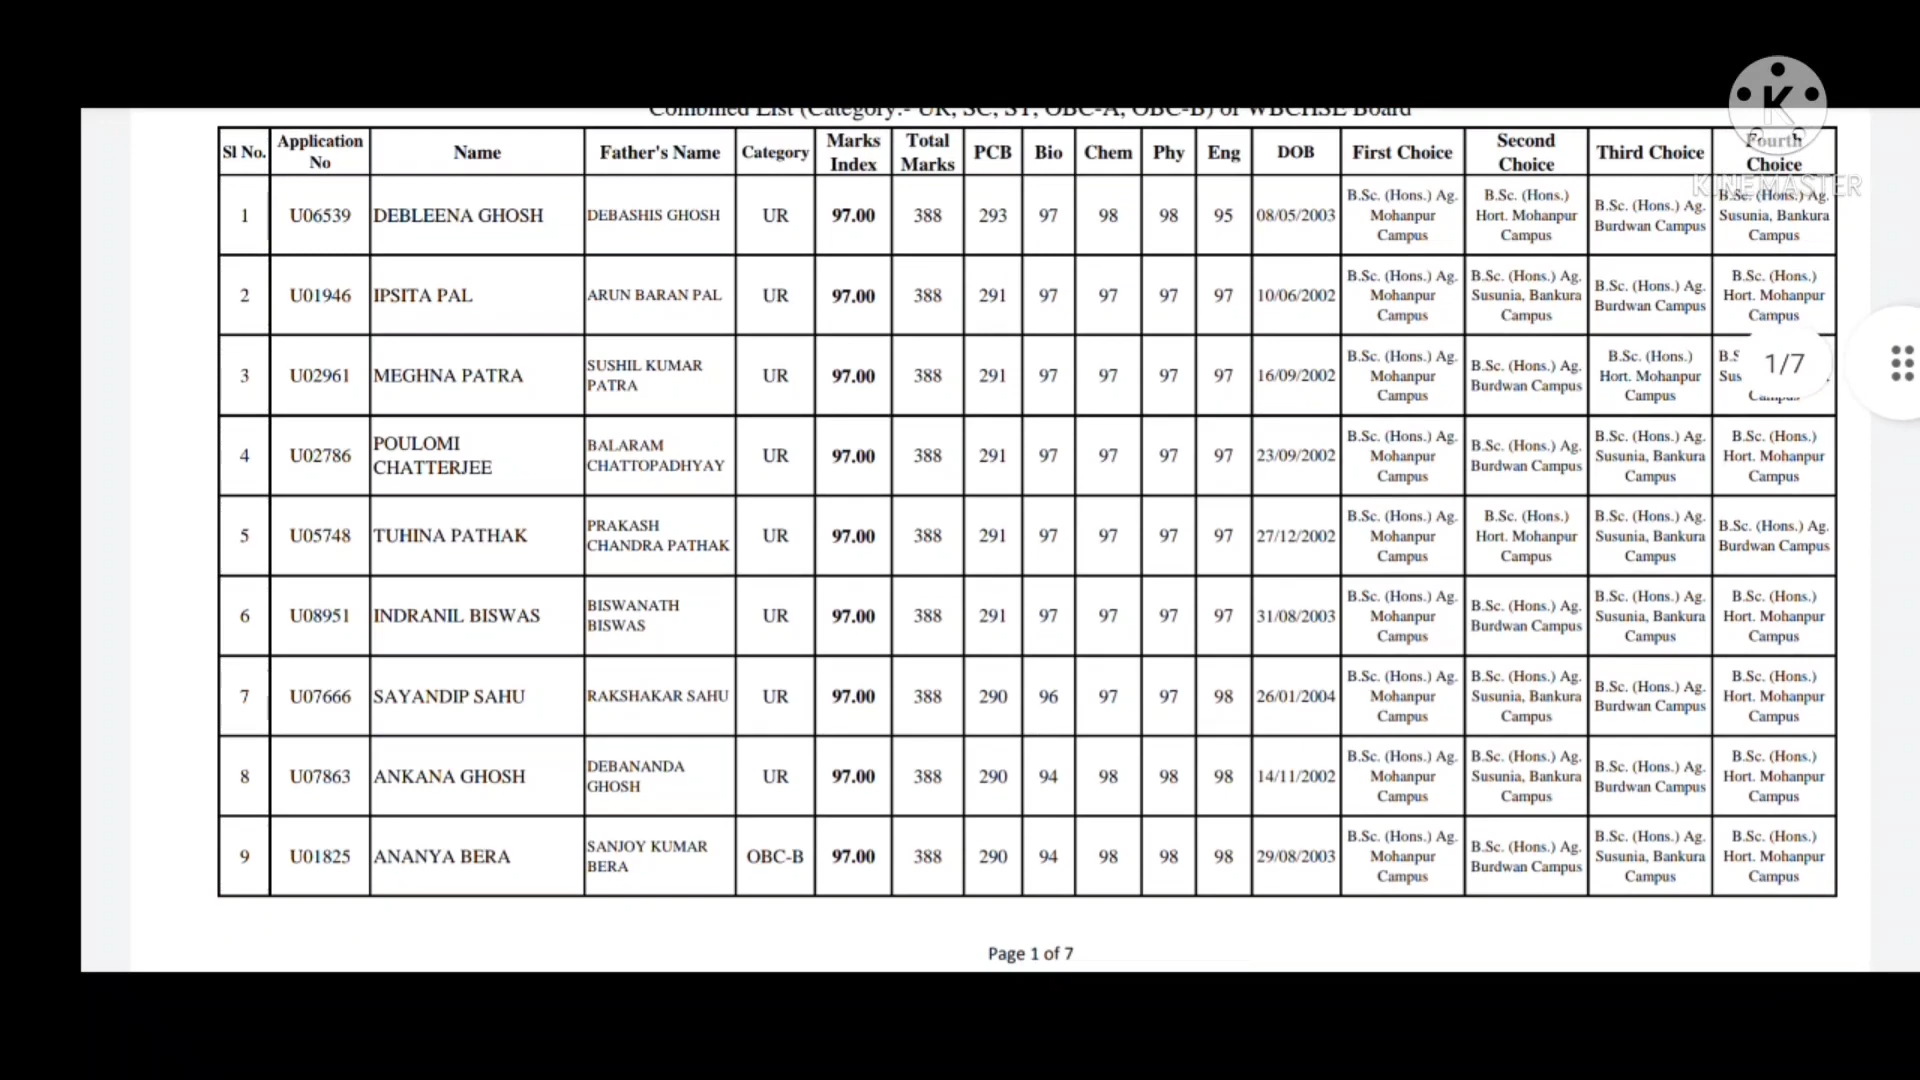 Combined List (Category:- UR, SC, ST, OBC-A, OBC-B) of WBCHSE Board
Sl No. Application No Name Father's Name Category Marks Index Total Marks PCB Bio Chem Phy Eng DOB First Choice Second Choice Third Choice Fourth Choice
1 U06539 DEBLEENA GHOSH DEBASHIS GHOSH UR 97.00 388 293 97 98 98 95 08/05/2003 B.Sc. (Hons.) Ag. Mohanpur Campus B.Sc. (Hons.) Hort. Mohanpur Campus B.Sc. (Hons.) Ag. Burdwan Campus B.Sc. (Hons.) Ag. Susunia, Bankura Campus
2 U01946 IPSITA PAL ARUN BARAN PAL UR 97.00 388 291 97 97 97 97 10/06/2002 B.Sc. (Hons.) Ag. Mohanpur Campus B.Sc. (Hons.) Ag. Susunia, Bankura Campus B.Sc. (Hons.) Ag. Burdwan Campus B.Sc. (Hons.) Hort. Mohanpur Campus
3 U02961 MEGHNA PATRA SUSHIL KUMAR PATRA UR 97.00 388 291 97 97 97 97 16/09/2002 B.Sc. (Hons.) Ag. Mohanpur Campus B.Sc. (Hons.) Ag. Burdwan Campus B.Sc. (Hons.) Hort. Mohanpur Campus
4 U02786 POULOMI CHATTERJEE BALARAM CHATTOPADHYAY UR 97.00 388 291 97 97 97 97 23/09/2002 B.Sc. (Hons.) Ag. Mohanpur Campus B.Sc. (Hons.) Ag. Burdwan Campus B.Sc. (Hons.) Ag. Susunia, Bankura Campus B.Sc. (Hons.) Hort. Mohanpur Campus
5 U05748 TUHINA PATHAK PRAKASH CHANDRA PATHAK UR 97.00 388 291 97 97 97 97 27/12/2002 B.Sc. (Hons.) Ag. Mohanpur Campus B.Sc. (Hons.) Hort. Mohanpur Campus B.Sc. (Hons.) Ag. Susunia, Bankura Campus B.Sc. (Hons.) Ag. Burdwan Campus
6 U08951 INDRANIL BISWAS BISWANATH BISWAS UR 97.00 388 291 97 97 97 97 31/08/2003 B.Sc. (Hons.) Ag. Mohanpur Campus B.Sc. (Hons.) Ag. Burdwan Campus B.Sc. (Hons.) Ag. Susunia, Bankura Campus B.Sc. (Hons.) Hort. Mohanpur Campus
7 U07666 SAYANDIP SAHU RAKSHAKAR SAHU UR 97.00 388 290 96 97 97 98 26/01/2004 B.Sc. (Hons.) Ag. Mohanpur Campus B.Sc. (Hons.) Ag. Susunia, Bankura Campus B.Sc. (Hons.) Ag. Burdwan Campus B.Sc. (Hons.) Hort. Mohanpur Campus
8 U07863 ANKANA GHOSH DEBANANDA GHOSH UR 97.00 388 290 94 98 98 98 14/11/2002 B.Sc. (Hons.) Ag. Mohanpur Campus B.Sc. (Hons.) Ag. Susunia, Bankura Campus B.Sc. (Hons.) Ag. Burdwan Campus B.Sc. (Hons.) Hort. Mohanpur Campus
9 U01825 ANANYA BERA SANJOY KUMAR BERA OBC-B 97.00 388 290 94 98 98 98 29/08/2003 B.Sc. (Hons.) Ag. Mohanpur Campus B.Sc. (Hons.) Ag. Burdwan Campus B.Sc. (Hons.) Ag. Susunia, Bankura Campus B.Sc. (Hons.) Hort. Mohanpur Campus
Page 1 of 7
1/7
K
KINEMASTER